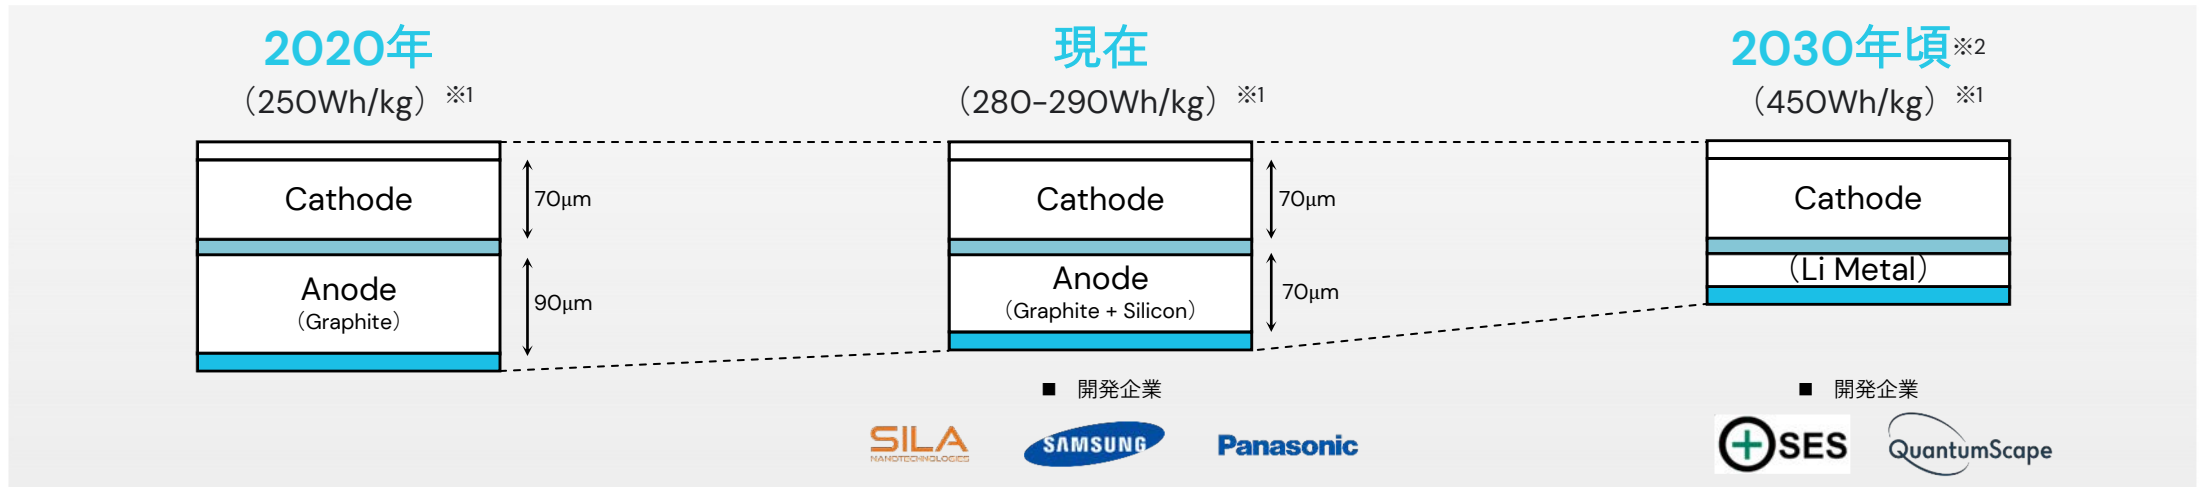 2020年
（250Wh/kg）※1
Cathode
70μm
Anode
（Graphite）
90μm
現在
（280-290Wh/kg）※1
Cathode
70μm
Anode
（Graphite + Silicon）
70μm
■ 開発企業
SILA
NANOTECHNOLOGIES
SAMSUNG
Panasonic
2030年頃※2
（450Wh/kg）※1
Cathode
（Li Metal）
■ 開発企業
SES
QuantumScape